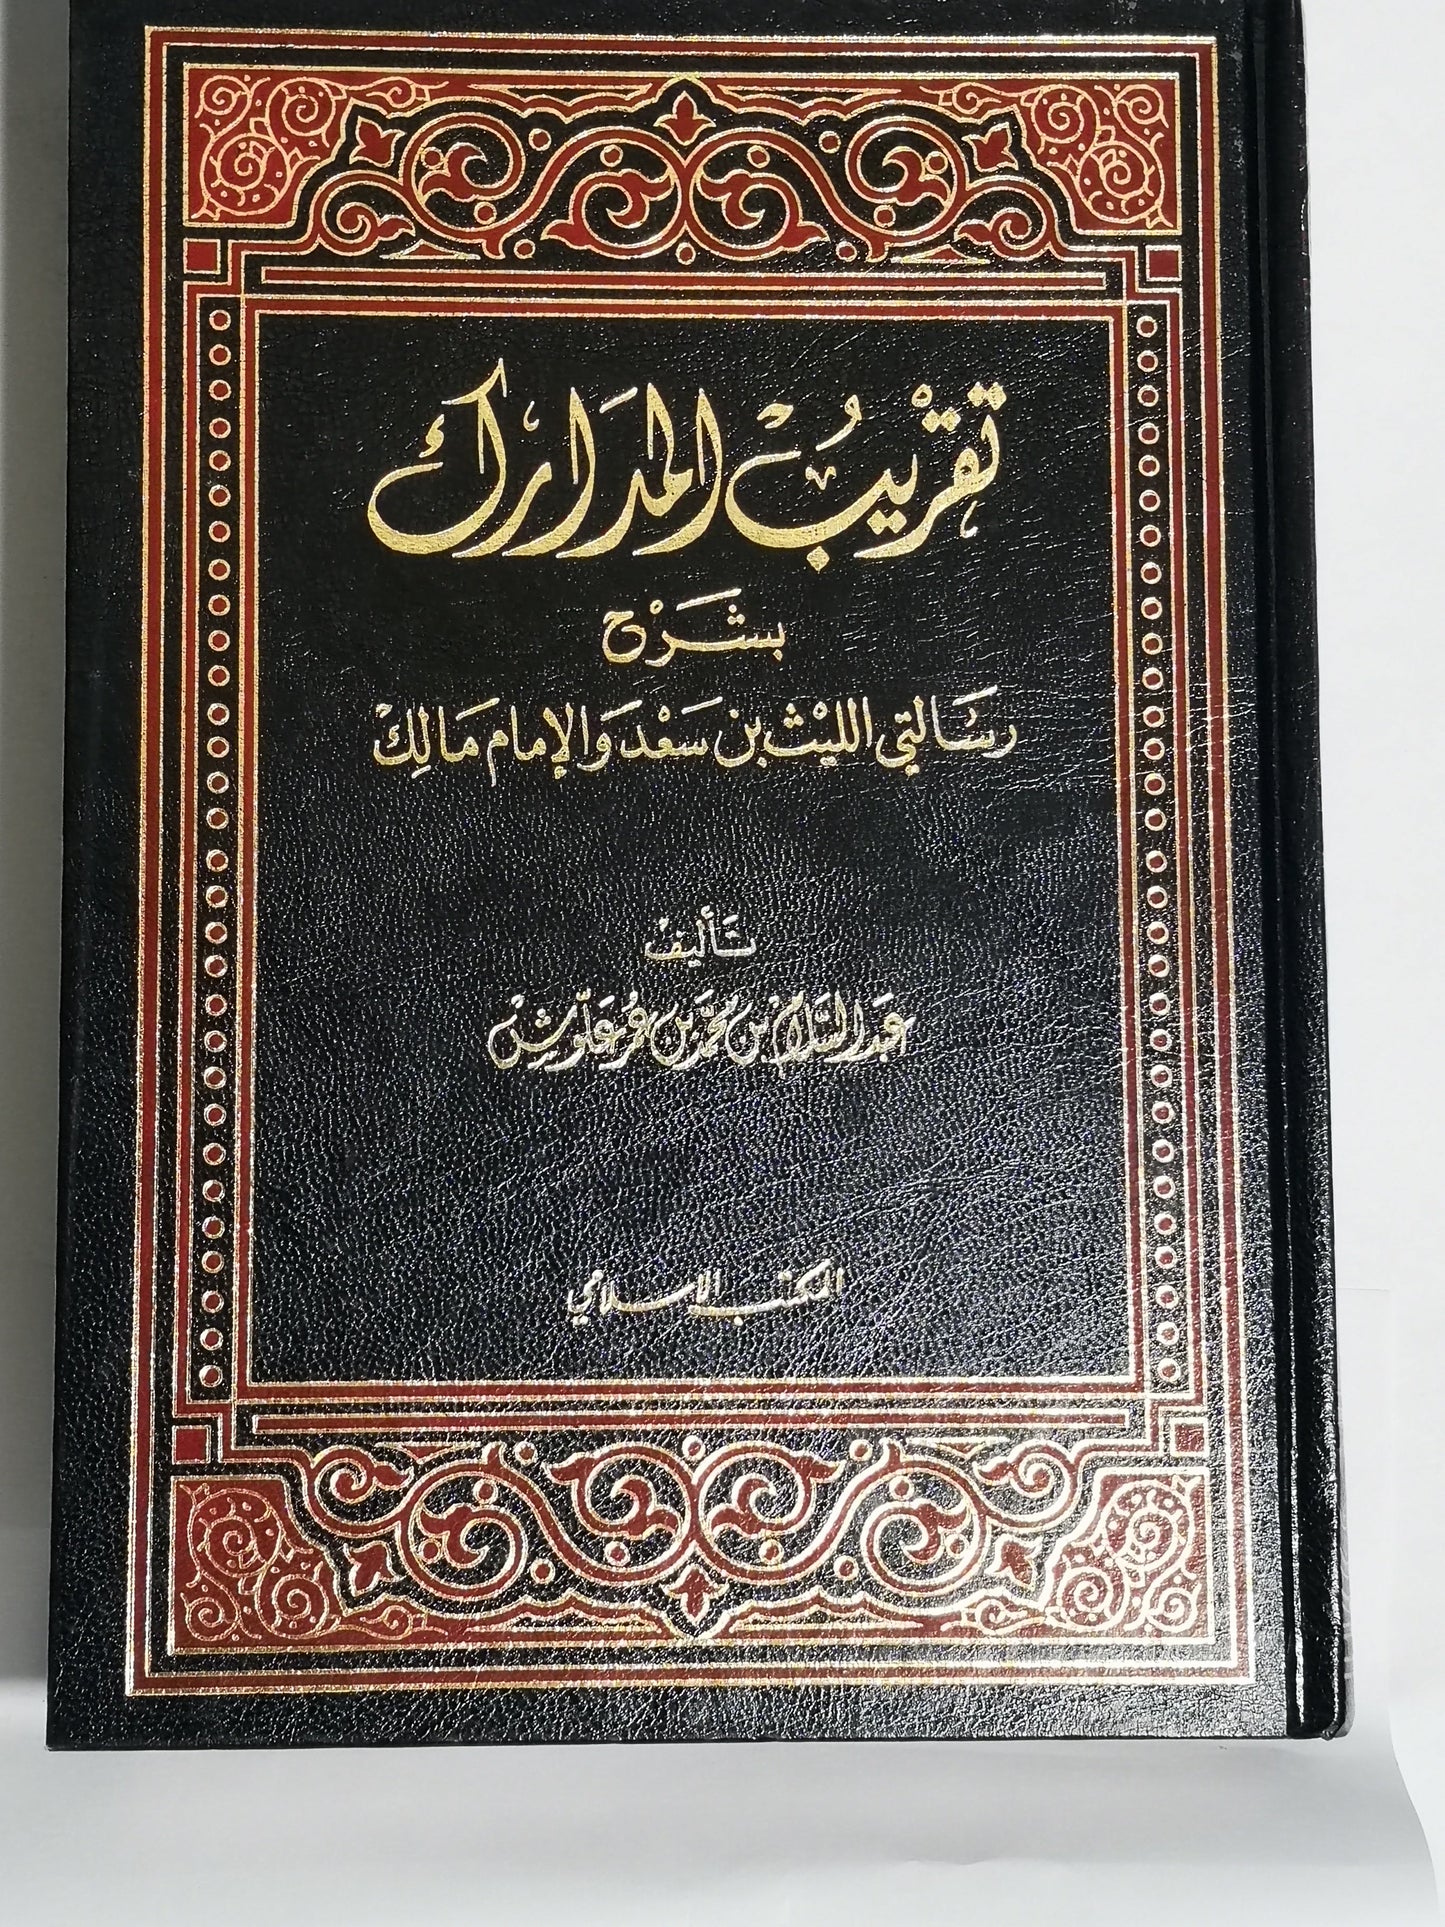 تقريب المدارك
بشرح
رسالتي الليث بن سعد والإمام مالك
تأليف
عبد السلام بن محمد بن عمر علوش
المكتب الإسلامي